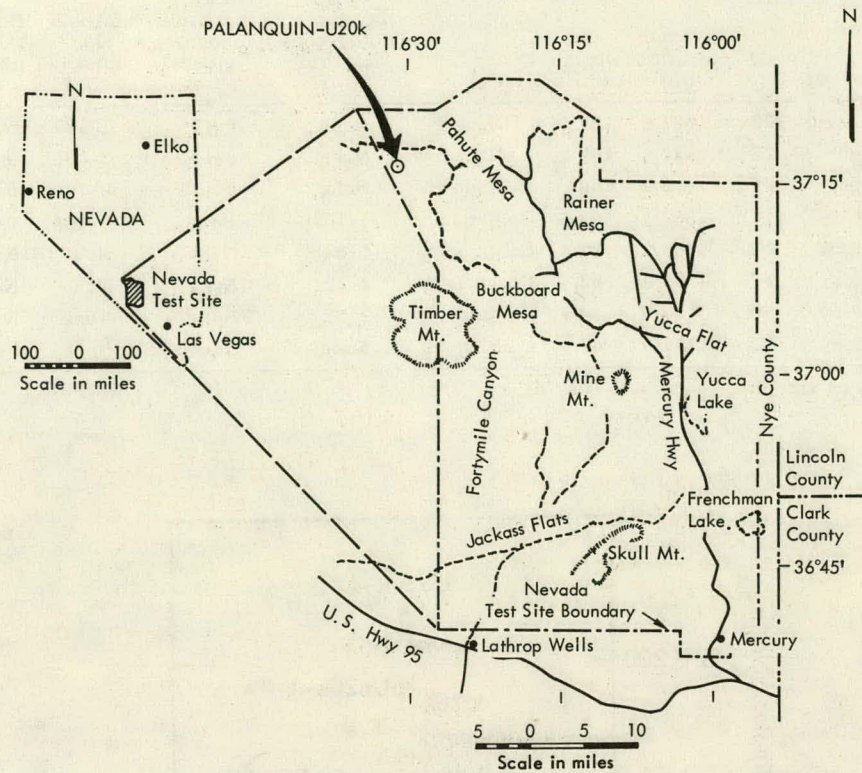 PALANQUIN-U20k
116°30'
116°15'
116°00'
N
N
Elko
Reno
NEVADA
Nevada
Test Site
Las Vegas
100 0 100
Scale in miles
Pahute Mesa
Rainer
Mesa
37°15'
Timber
Mt.
Buckboard
Mesa
Yucca Flat
Fortymile Canyon
Mine
Mt.
Mercury Hwy
Yucca
Lake
Nye County
37°00'
Lincoln
County
Clark
County
Frenchman
Lake
Jackass Flats
Skull Mt.
36°45'
Nevada
Test Site Boundary
U.S. Hwy 95
Lathrop Wells
Mercury
5 0 5 10
Scale in miles